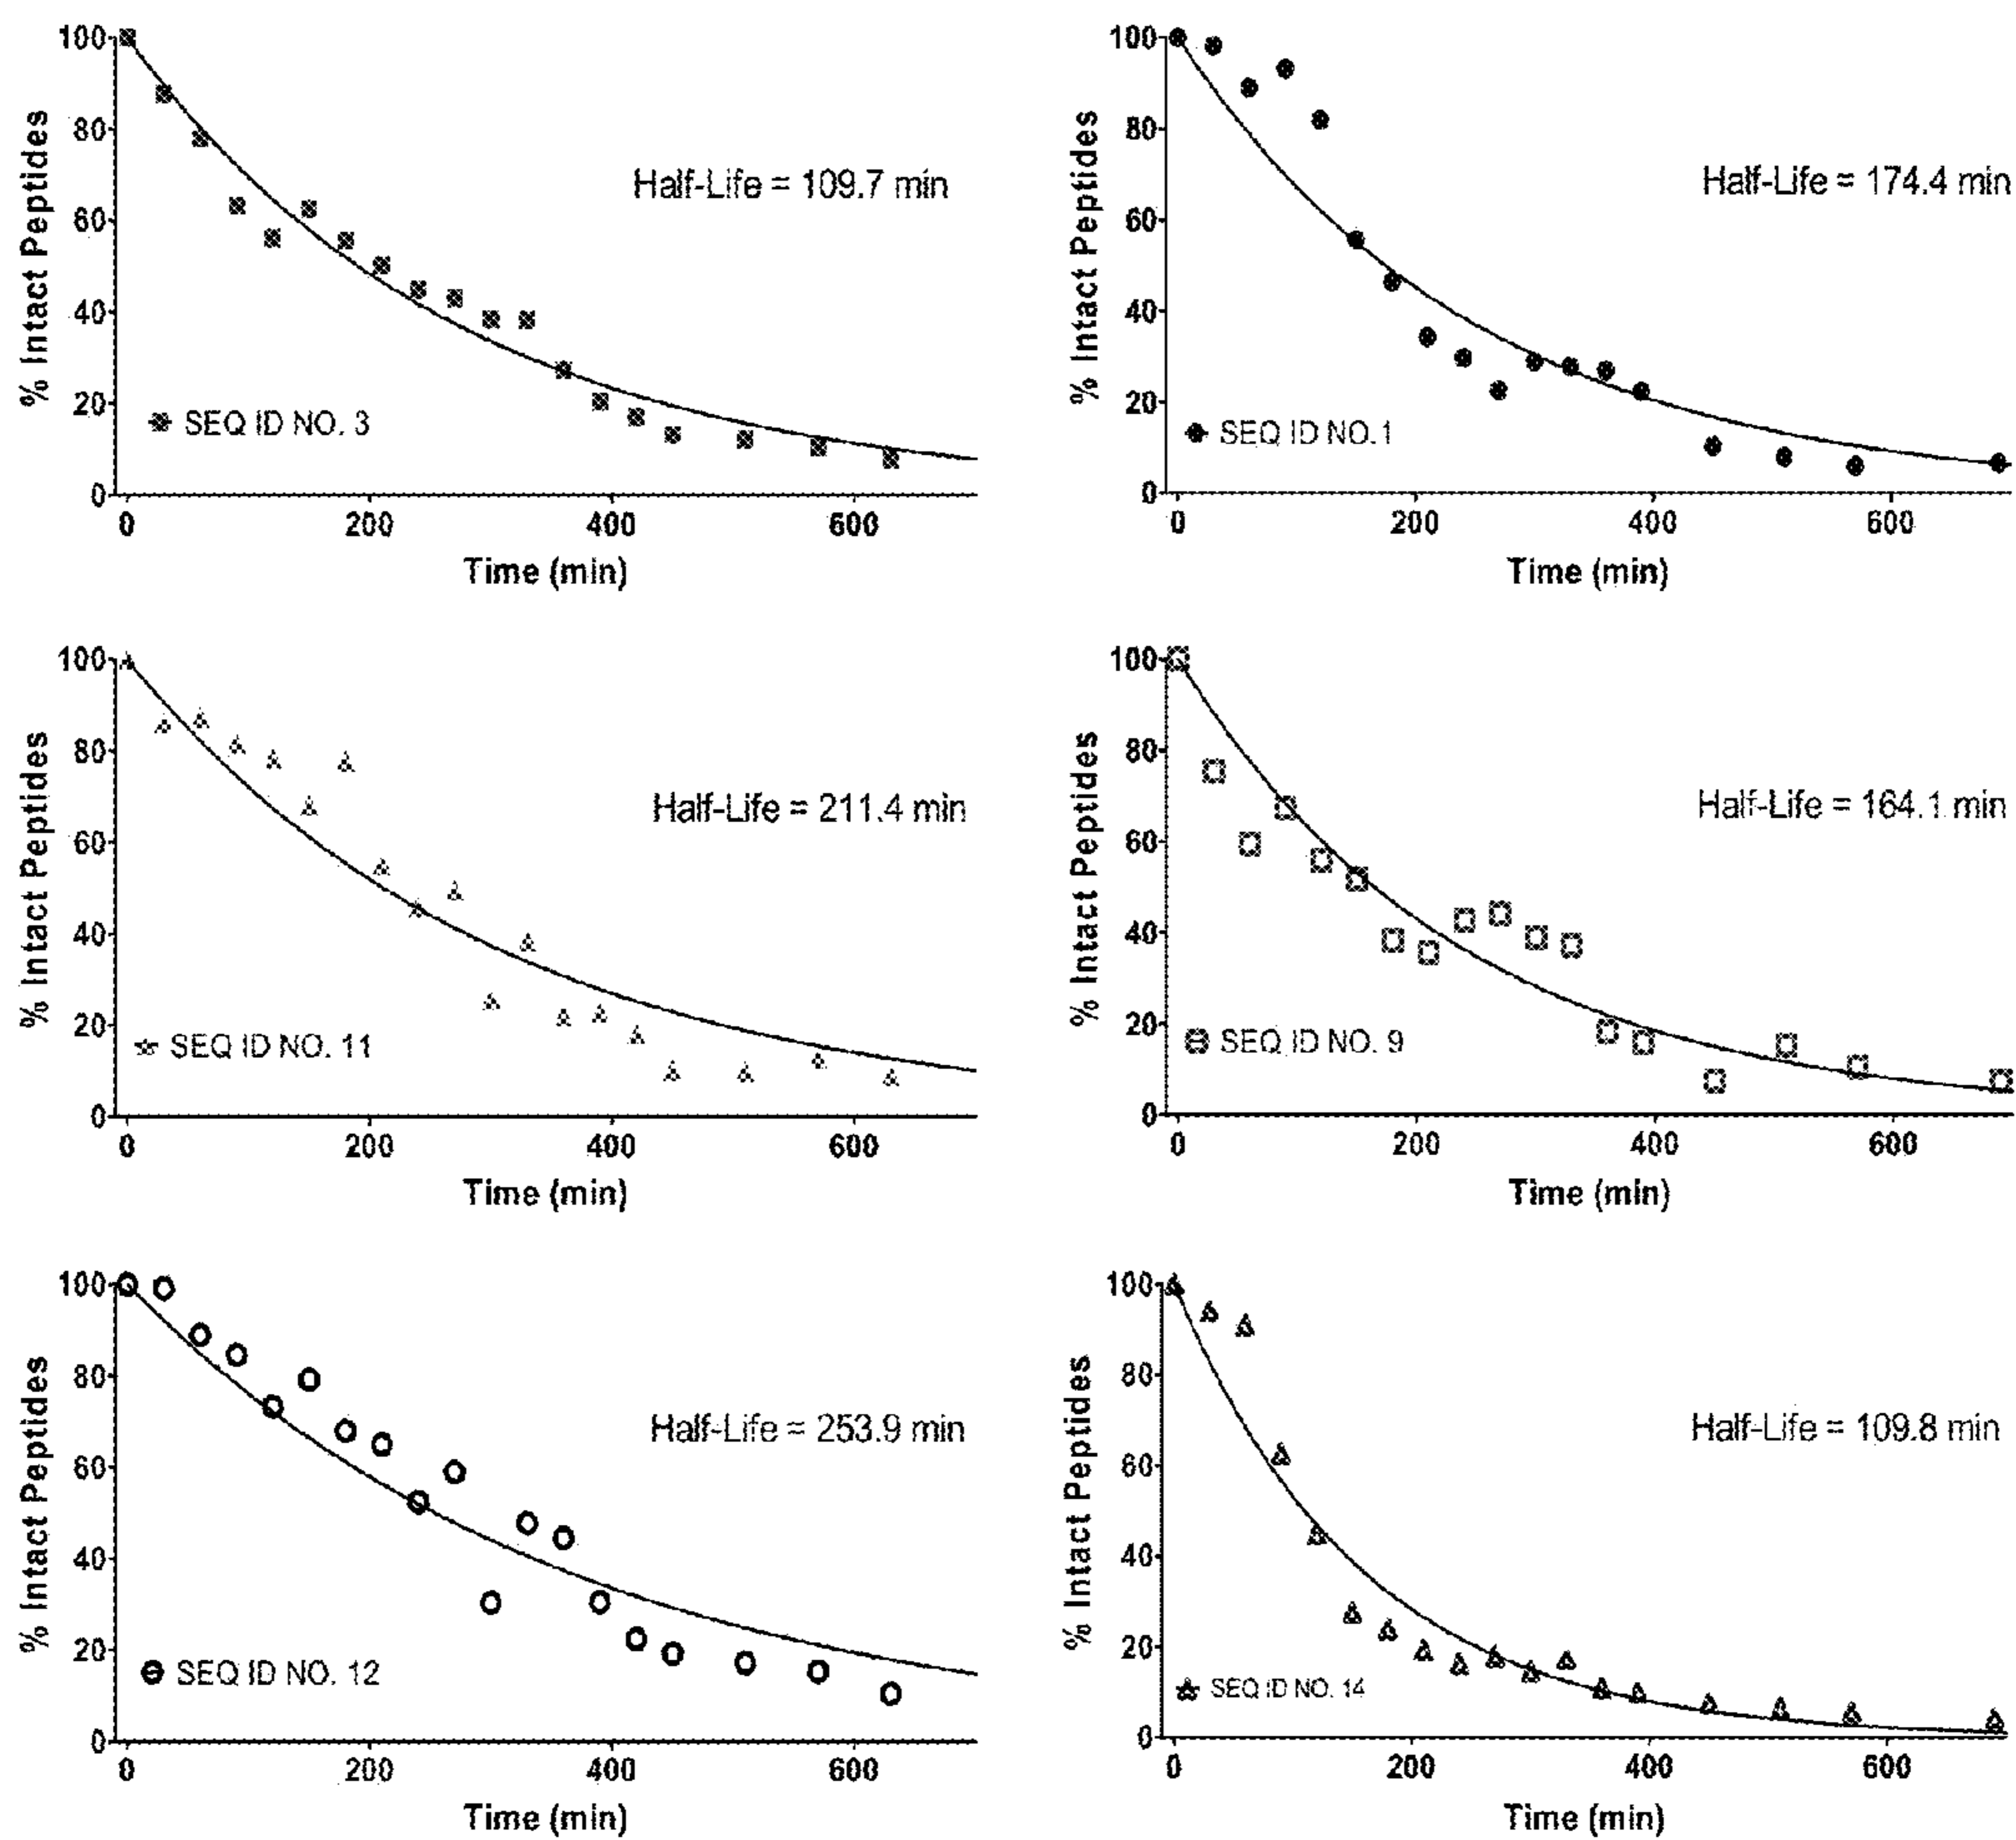 100
80
60
40
20
0
% Intact Peptides
Half-Life = 109.7 min
SEQ ID NO. 3
0 200 400 600
Time (min)
100
80
60
40
20
0
% Intact Peptides
Half-Life = 174.4 min
SEQ ID NO.1
0 200 400 600
Time (min)
100
80
60
40
20
0
% Intact Peptides
Half-Life = 211.4 min
SEQ ID NO. 11
0 200 400 600
Time (min)
100
80
60
40
20
0
% Intact Peptides
Half-Life = 164.1 min
SEQ ID NO. 9
0 200 400 600
Time (min)
100
80
60
40
20
0
% Intact Peptides
Half-Life = 253.9 min
SEQ ID NO. 12
0 200 400 600
Time (min)
100
80
60
40
20
0
% Intact Peptides
Half-Life = 109.8 min
SEQ ID NO. 14
0 200 400 600
Time (min)